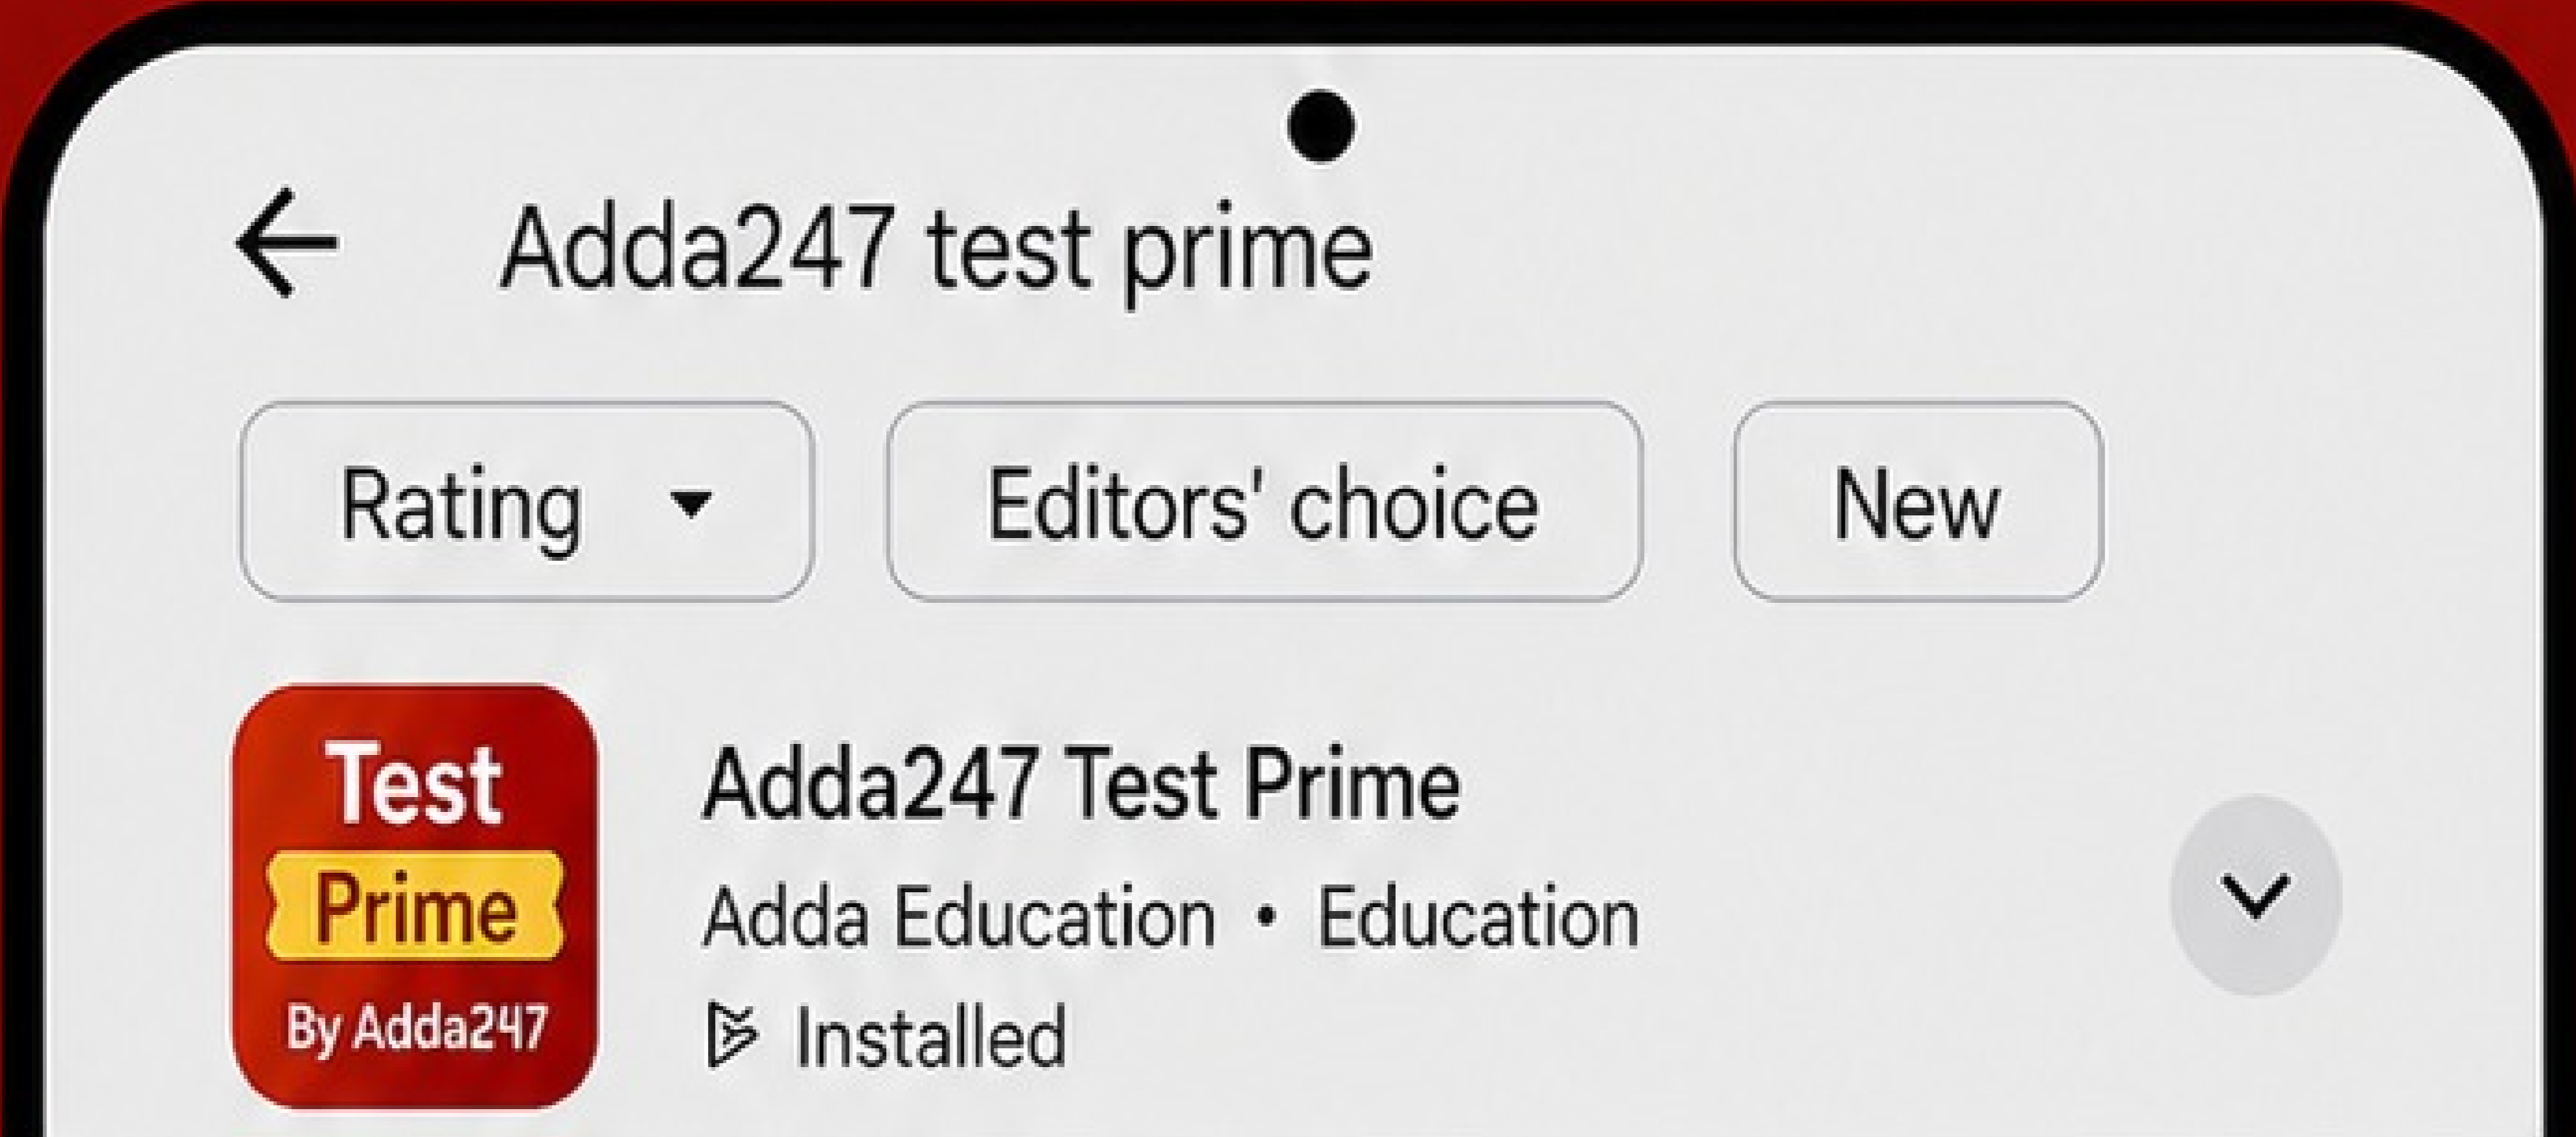 Adda247 test prime
Rating
Editors' choice
New
Test
Prime
By Adda247
Adda247 Test Prime
Adda Education • Education
Installed